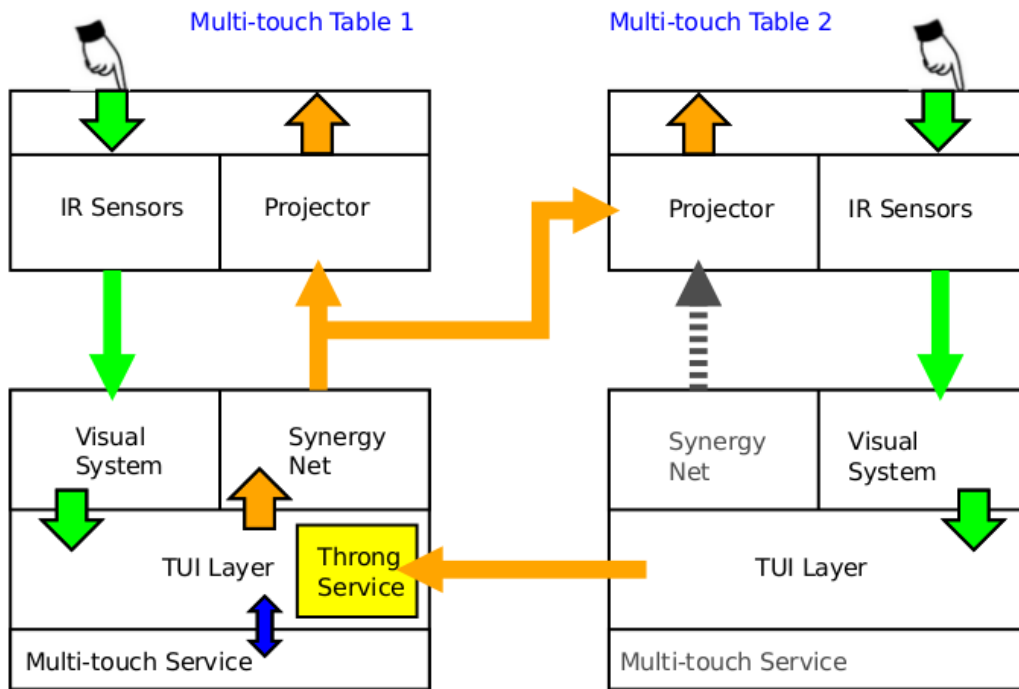 Multi-touch Table 1
Multi-touch Table 2
IR Sensors
Projector
Projector
IR Sensors
Visual
System
Synergy
Net
Synergy
Net
Visual
System
TUI Layer
Throng
Service
TUI Layer
Multi-touch Service
Multi-touch Service